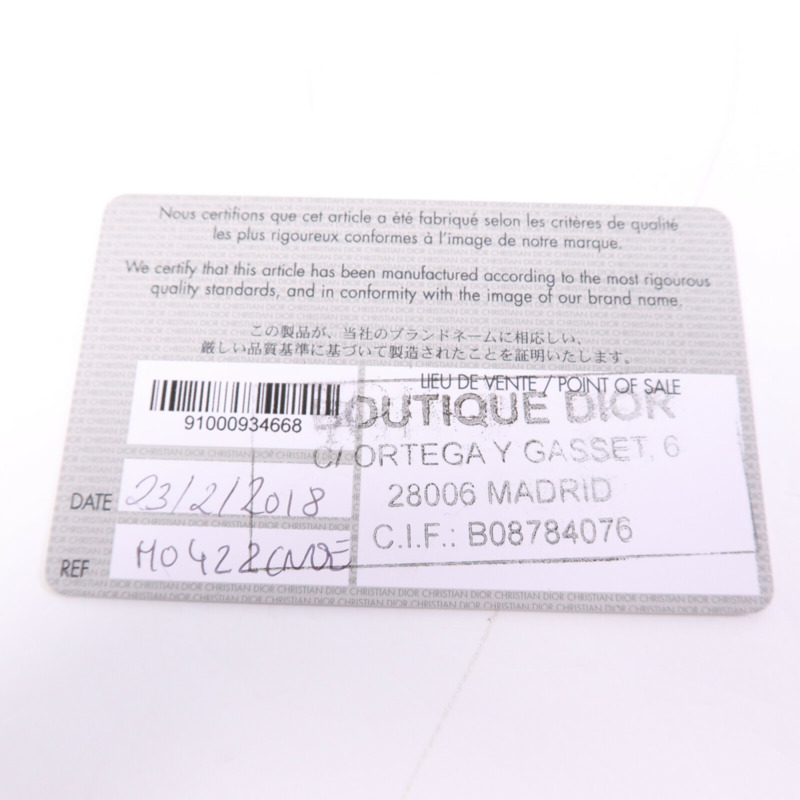 Nous certifions que cet article a été fabriqué selon les critères de qualité
les plus rigoureux conformes à l'image de notre marque.
We certify that this article has been manufactured according to the most rigourous
quality standards, and in conformity with the image of our brand name.
この製品が、当社のブランドネームに相応しい、
厳しい品質基準に基づいて製造されたことを証明いたします。
LIEU DE VENTE / POINT OF SALE
91000934668
BOUTIQUE DIOR
C/ ORTEGA Y GASSET, 6
28006 MADRID
C.I.F.: B08784076
DATE 23/2/2018
REF M0422CNOE